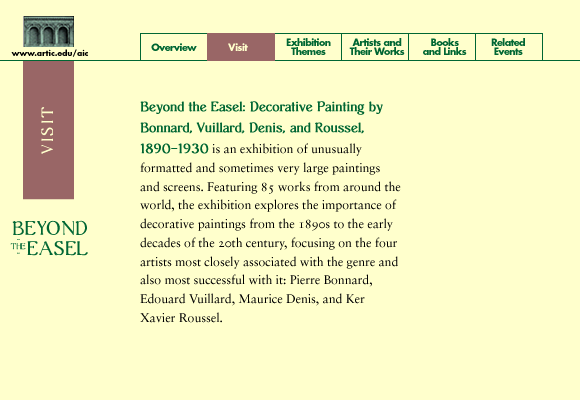 www.artic.edu/aic
Overview
Visit
Exhibition
Themes
Artists and
Their Works
Books
and Links
Related
Events
VISIT
BEYOND
THE EASEL
Beyond the Easel: Decorative Painting by
Bonnard, Vuillard, Denis, and Roussel,
1890–1930 is an exhibition of unusually
formatted and sometimes very large paintings
and screens. Featuring 85 works from around the
world, the exhibition explores the importance of
decorative paintings from the 1890s to the early
decades of the 20th century, focusing on the four
artists most closely associated with the genre and
also most successful with it: Pierre Bonnard,
Edouard Vuillard, Maurice Denis, and Ker
Xavier Roussel.